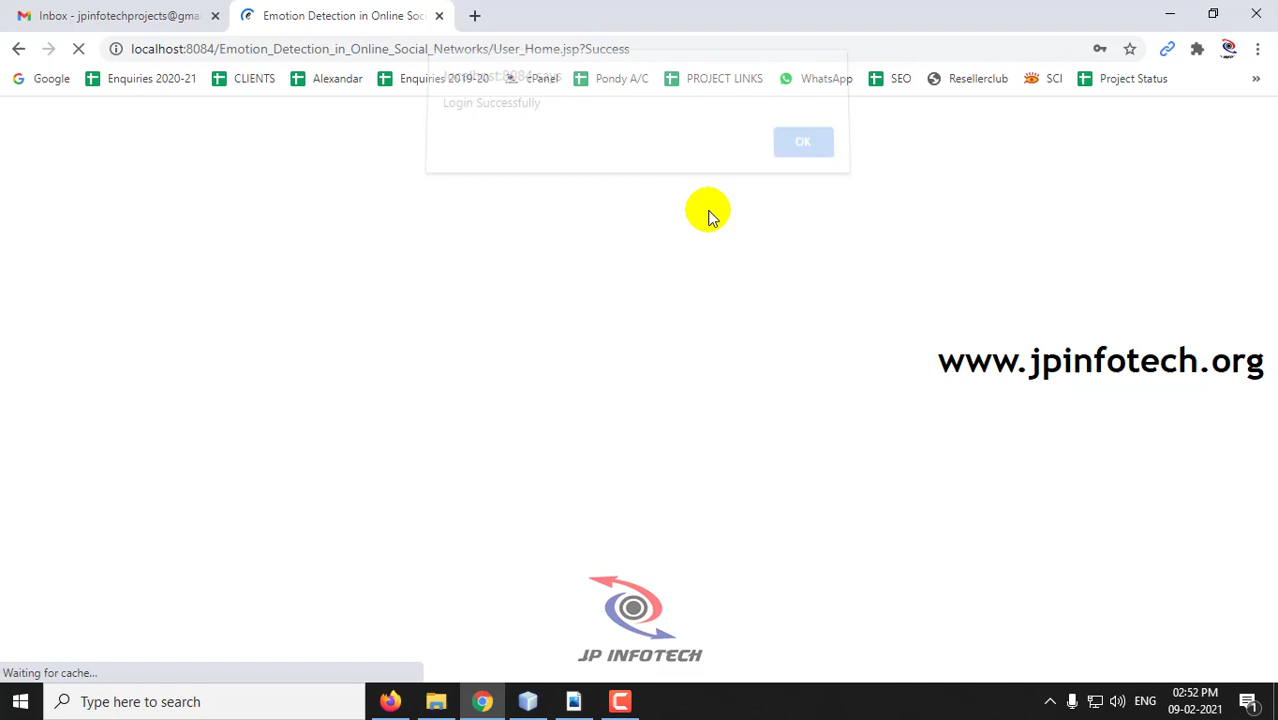 Inbox - jpinfotechprojects@gma
Emotion Detection in Online Soc
localhost:8084/Emotion_Detection_in_Online_Social_Networks/User_Home.jsp?Success
Google
Enquiries 2020-21
CLIENTS
Alexandar
Enquiries 2019-20
cPanel
Pondy A/C
PROJECT LINKS
WhatsApp
SEO
Resellerclub
SCI
Project Status
»
Login Successfully
OK
www.jpinfotech.org
JP INFOTECH
Waiting for cache...
Type here to search
ENG
02:52 PM
09-02-2021
1